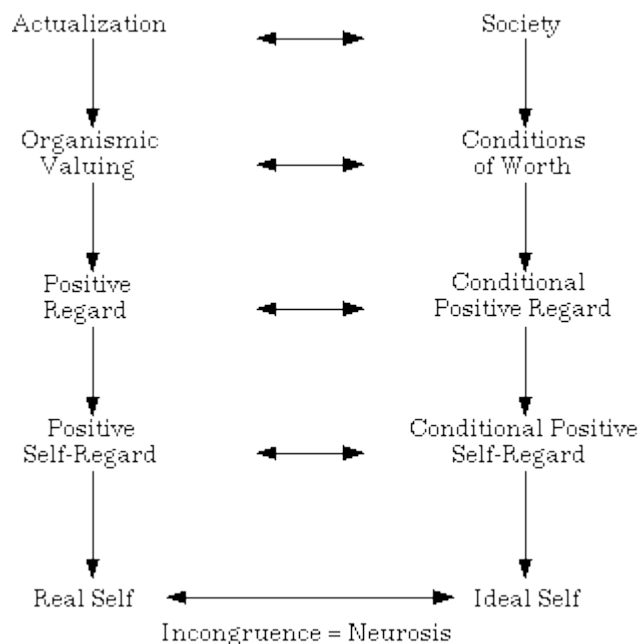 Actualization
Society
Organismic
Valuing
Conditions
of Worth
Positive
Regard
Conditional
Positive Regard
Positive
Self-Regard
Conditional Positive
Self-Regard
Real Self
Ideal Self
Incongruence = Neurosis